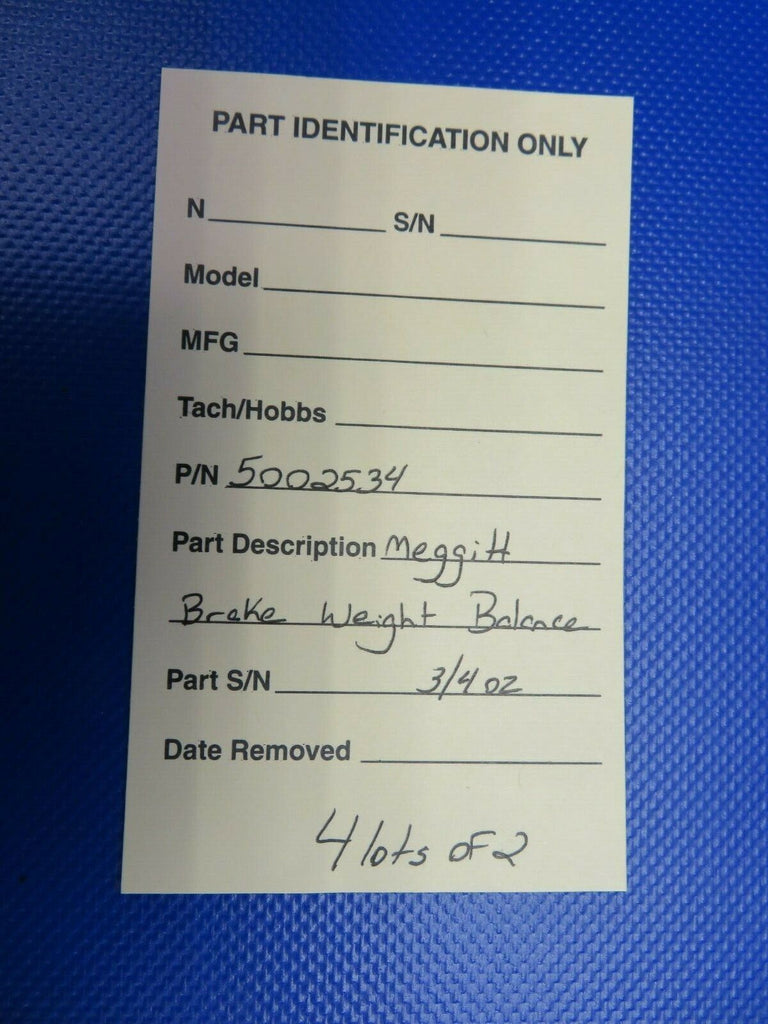 PART IDENTIFICATION ONLY
N S/N
Model
MFG
Tach/Hobbs
P/N 5002534
Part Description Meggitt
Brake Weight Balance
Part S/N 3/4 oz
Date Removed
4 lots of 2